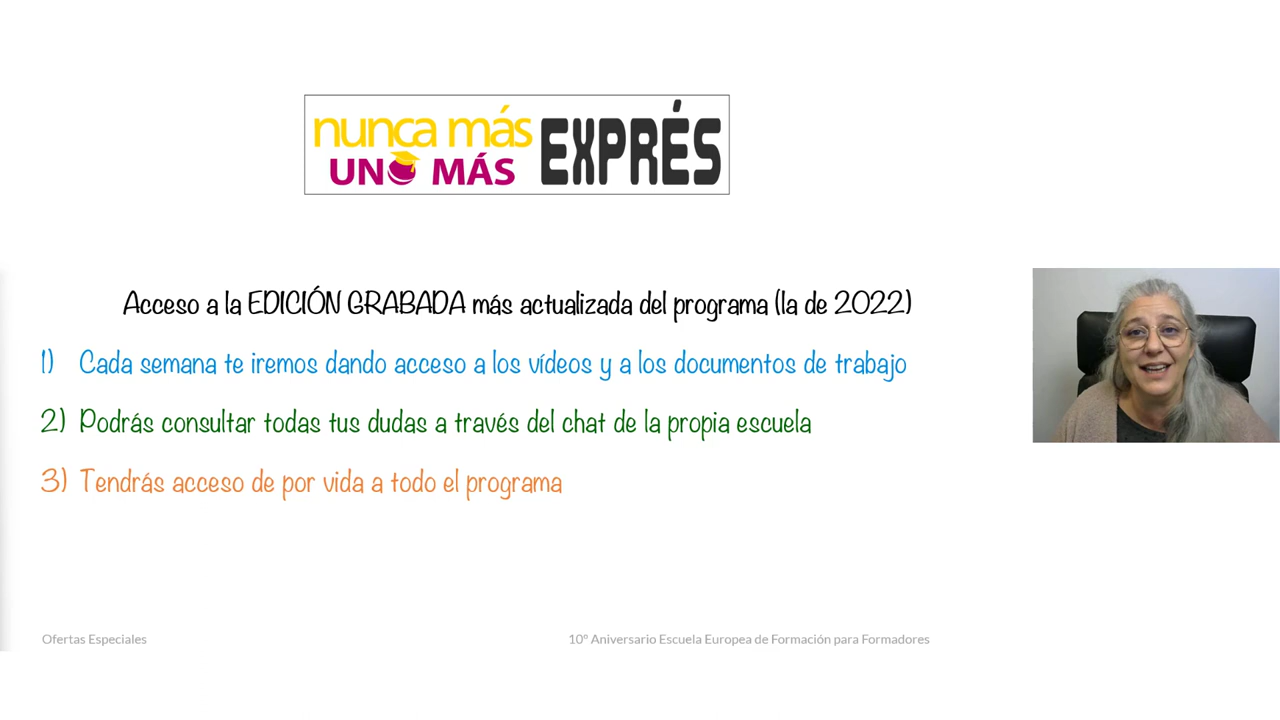 nunca más
UNO MÁS
EXPRÉS
Acceso a la EDICIÓN GRABADA más actualizada del programa (la de 2022)
1) Cada semana te iremos dando acceso a los vídeos y a los documentos de trabajo
2) Podrás consultar todas tus dudas a través del chat de la propia escuela
3) Tendrás acceso de por vida a todo el programa
Ofertas Especiales
10º Aniversario Escuela Europea de Formación para Formadores